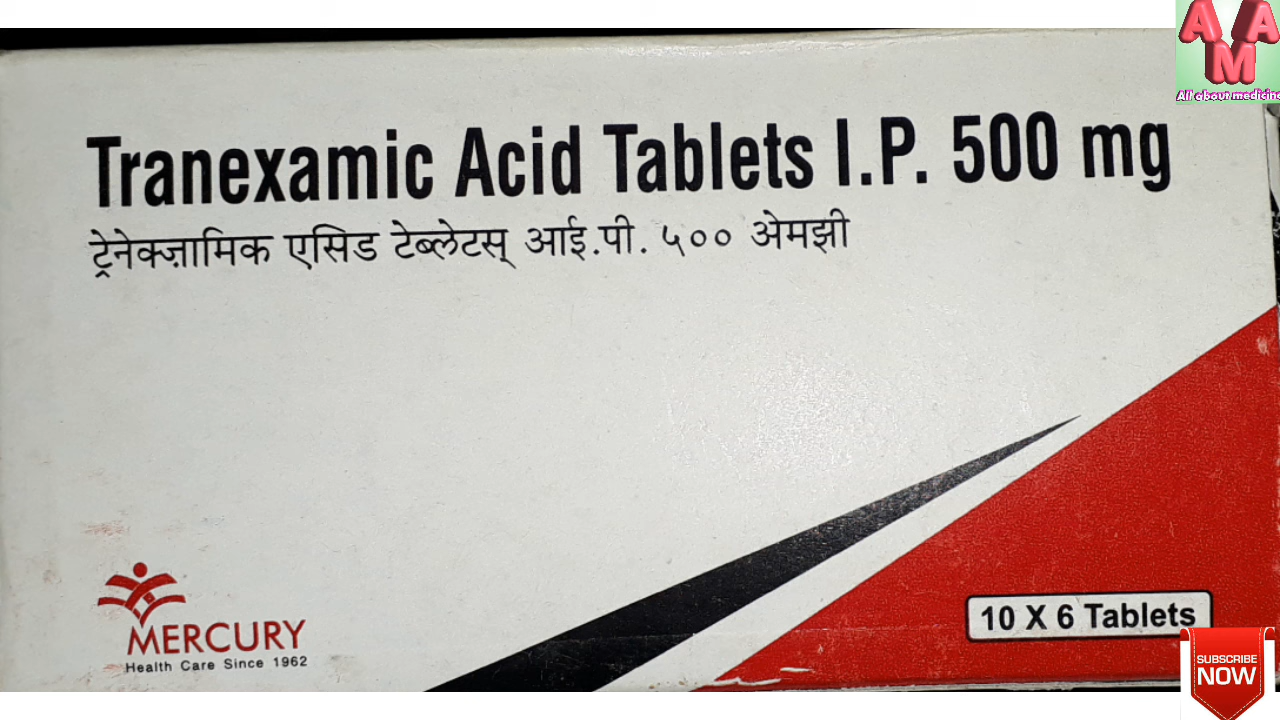 A A
M
All about medicine
Tranexamic Acid Tablets I.P. 500 mg
ट्रेनेक्ज़ामिक एसिड टेब्लेटस् आई.पी. ५०० अेमझी
MERCURY
Health Care Since 1962
10 X 6 Tablets
SUBSCRIBE
NOW